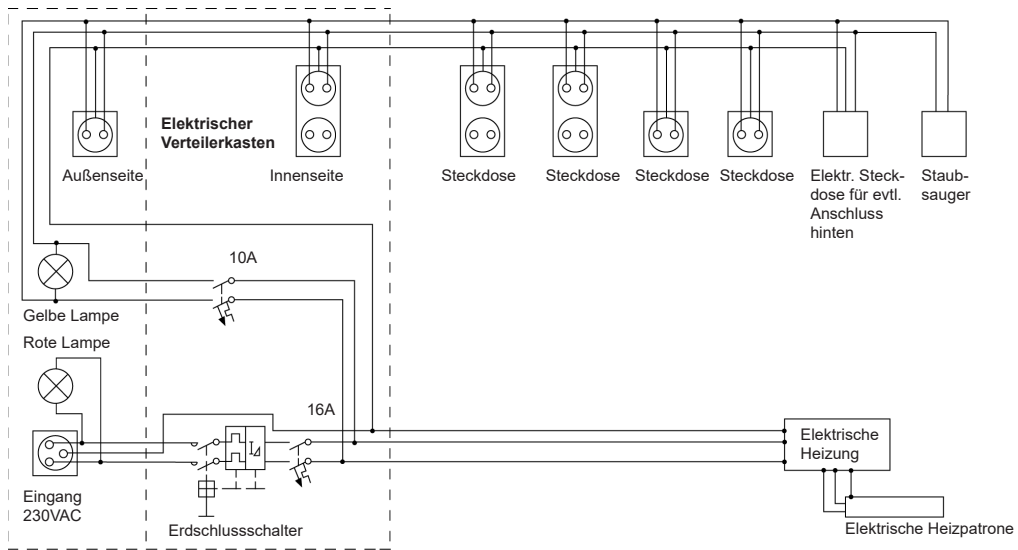 Elektrischer
Verteilerkasten
Außenseite
Innenseite
Steckdose
Steckdose
Steckdose
Steckdose
Elektr. Steck-
dose für evtl.
Anschluss
hinten
Staub-
sauger
10A
Gelbe Lampe
Rote Lampe
16A
I⊿
Elektrische
Heizung
Eingang
230VAC
Erdschlussschalter
Elektrische Heizpatrone